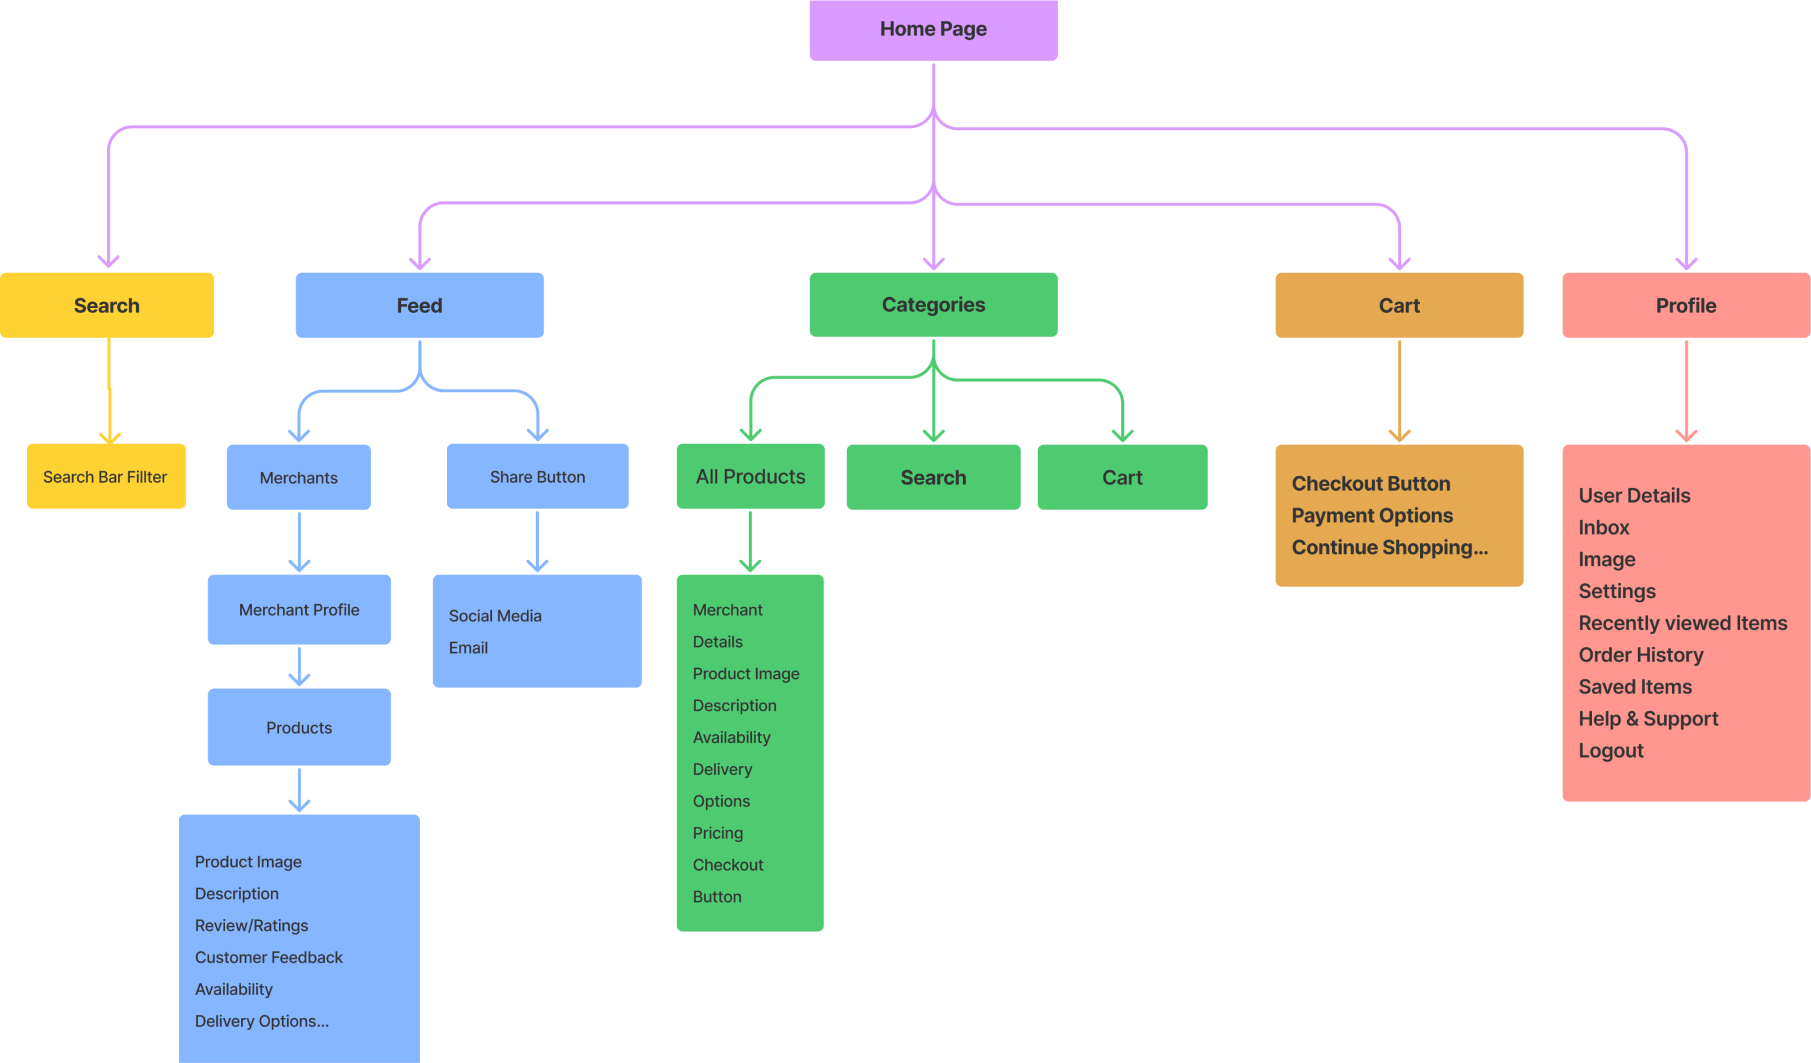 Home Page
Search
Feed
Categories
Cart
Profile
Search Bar Fillter
Merchants
Share Button
All Products
Search
Cart
Checkout Button
Payment Options
Continue Shopping...
User Details
Inbox
Image
Settings
Recently viewed Items
Order History
Saved Items
Help & Support
Logout
Merchant Profile
Social Media
Email
Merchant
Details
Product Image
Description
Availability
Delivery
Options
Pricing
Checkout
Button
Products
Product Image
Description
Review/Ratings
Customer Feedback
Availability
Delivery Options...